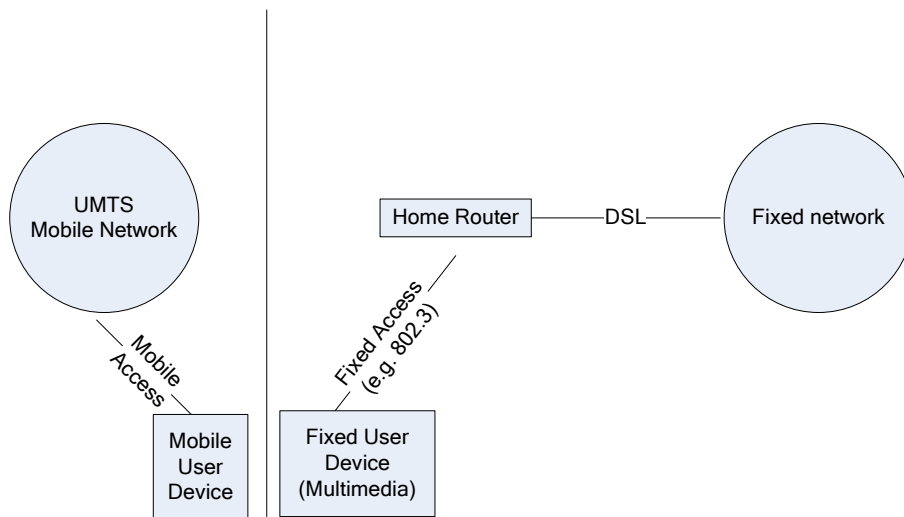 UMTS
Mobile Network
Mobile
Access
Mobile
User
Device
Home Router
DSL
Fixed network
Fixed Access
(e.g. 802.3)
Fixed User
Device
(Multimedia)